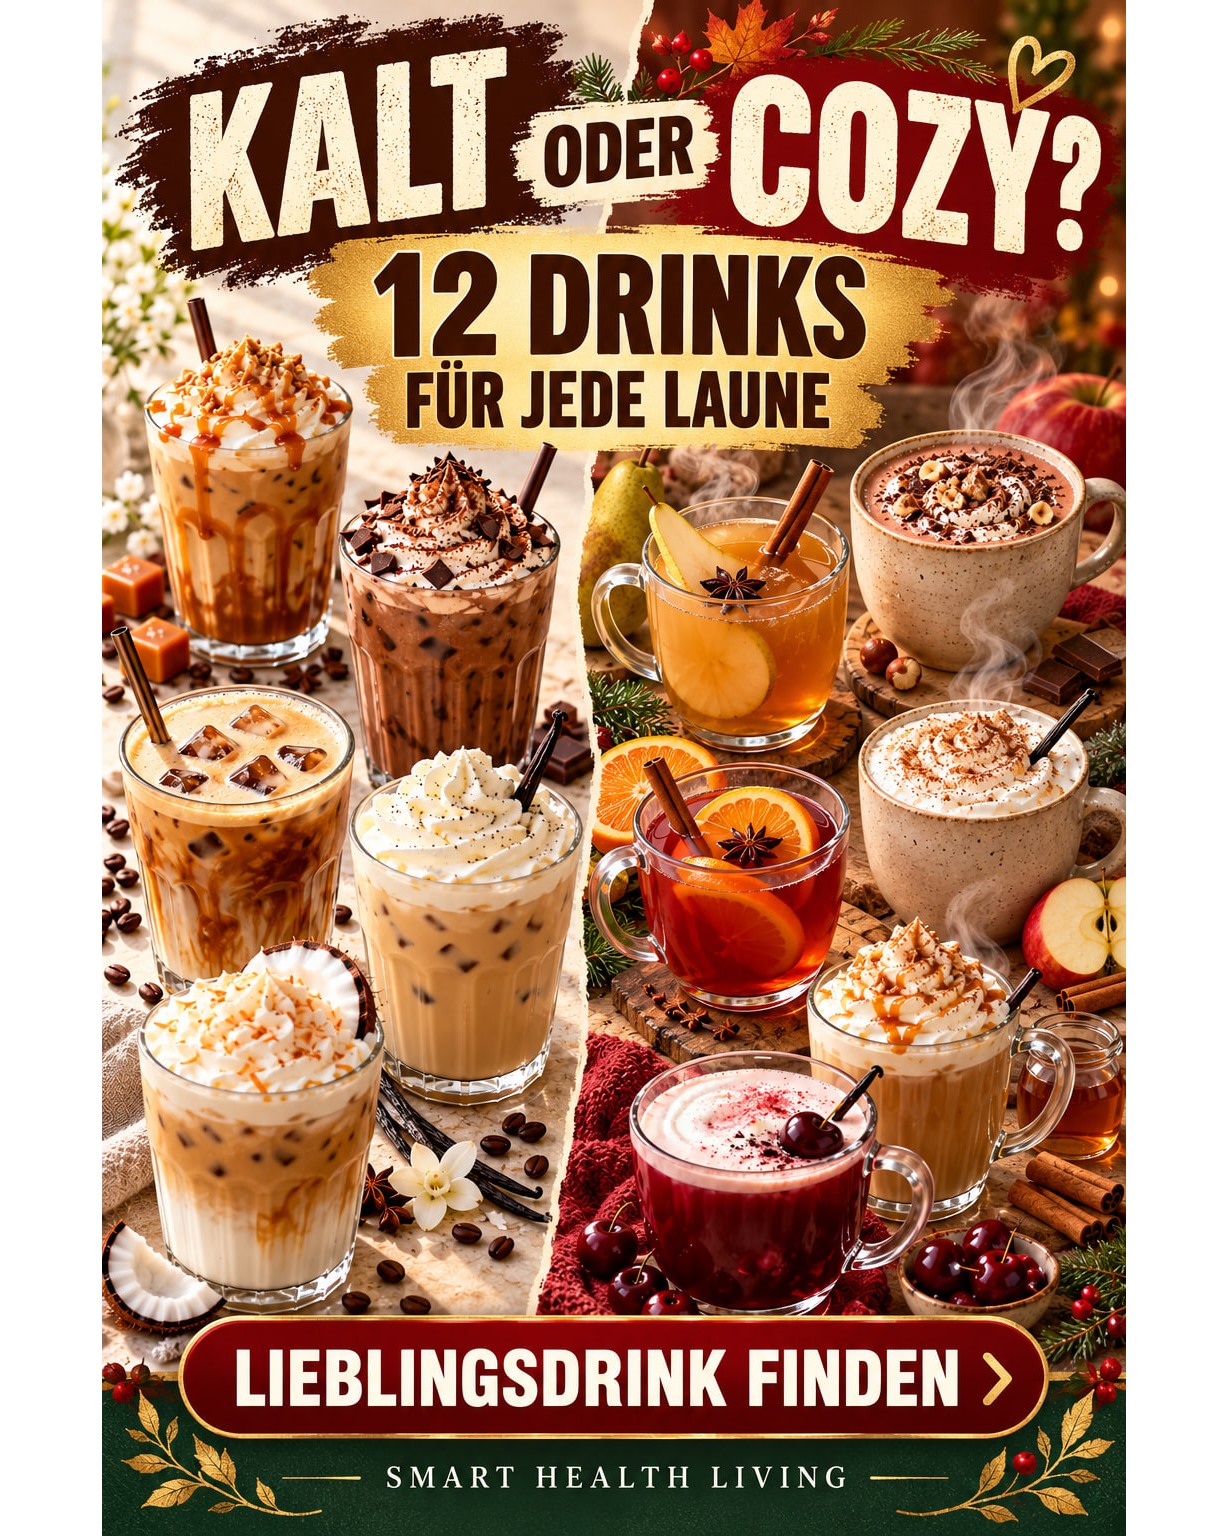 KALT ODER COZY?
12 DRINKS
FÜR JEDE LAUNE
LIEBLINGSDRINK FINDEN >
SMART HEALTH LIVING